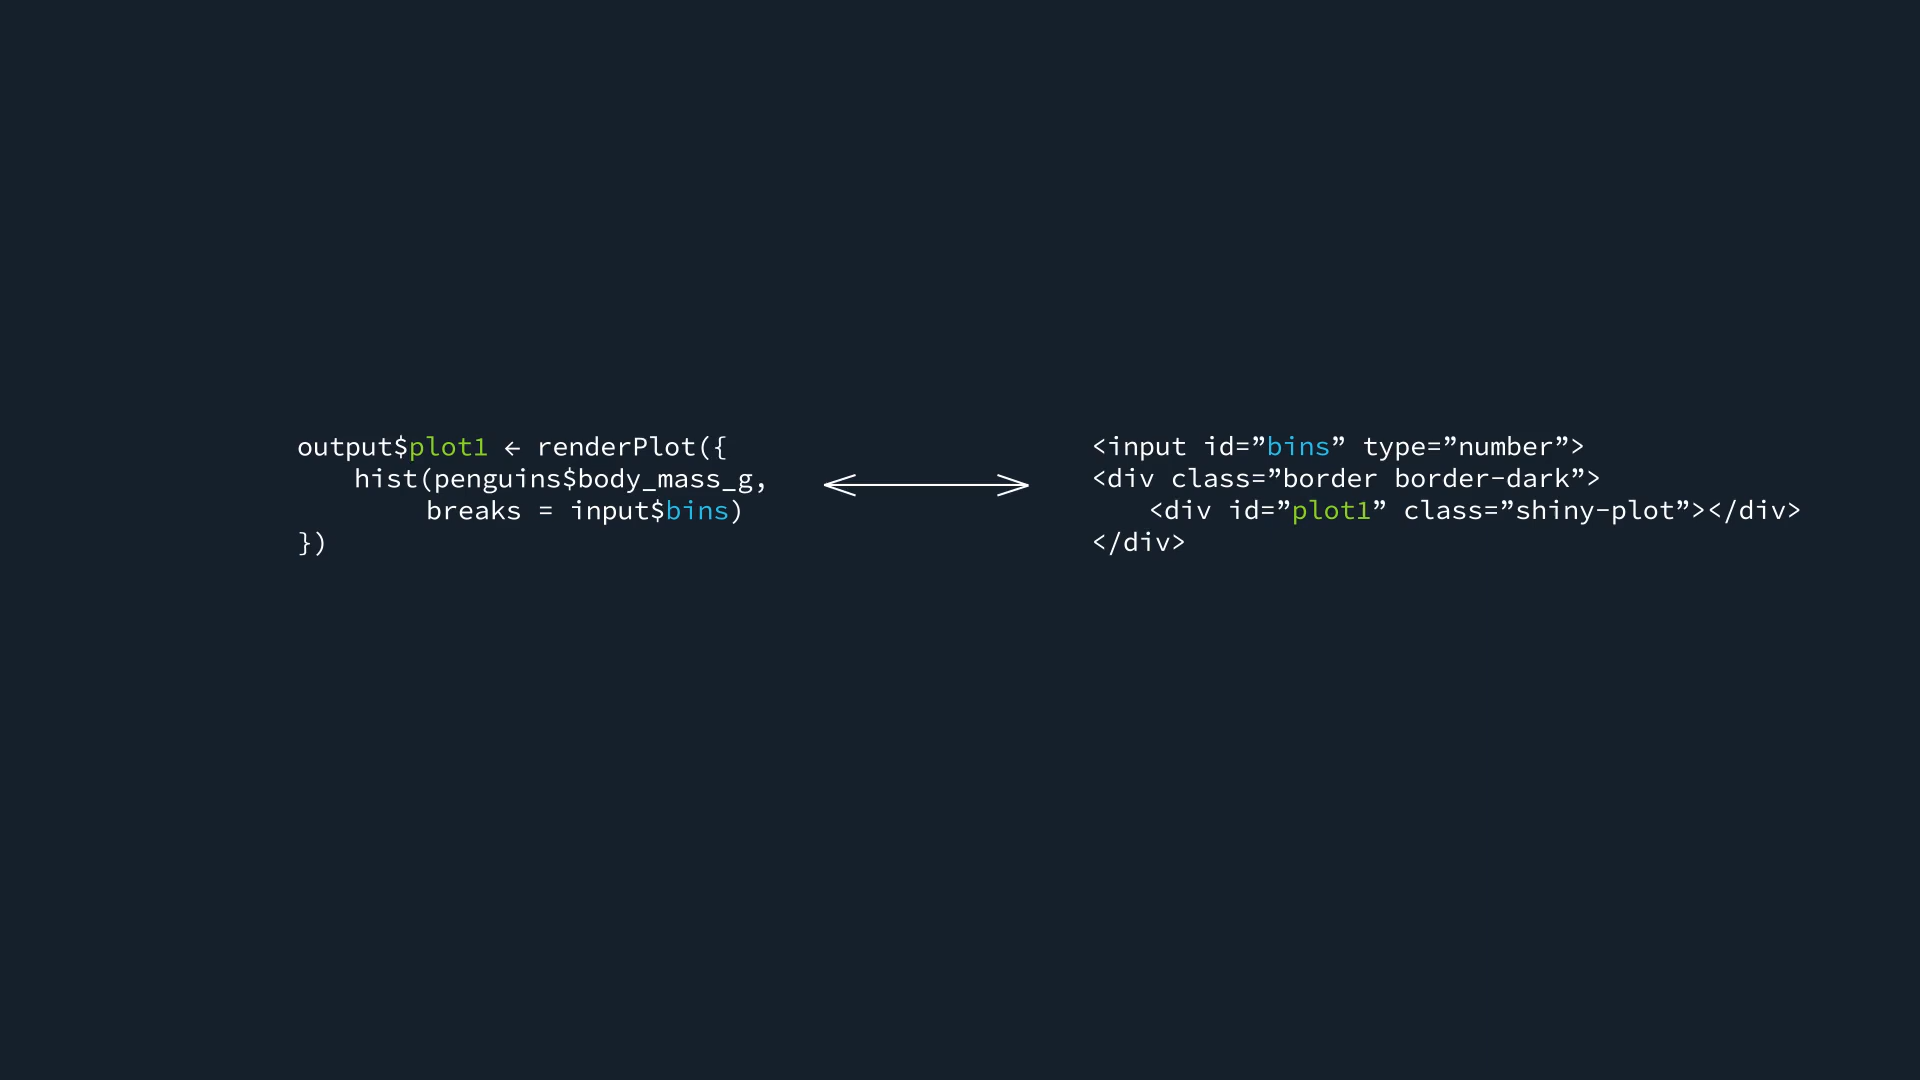 output$plot1 ← renderPlot({
hist(penguins$body_mass_g,
breaks = input$bins)
})
<input id=”bins” type=”number”>
<div class=”border border-dark”>
<div id=”plot1” class=”shiny-plot”></div>
</div>